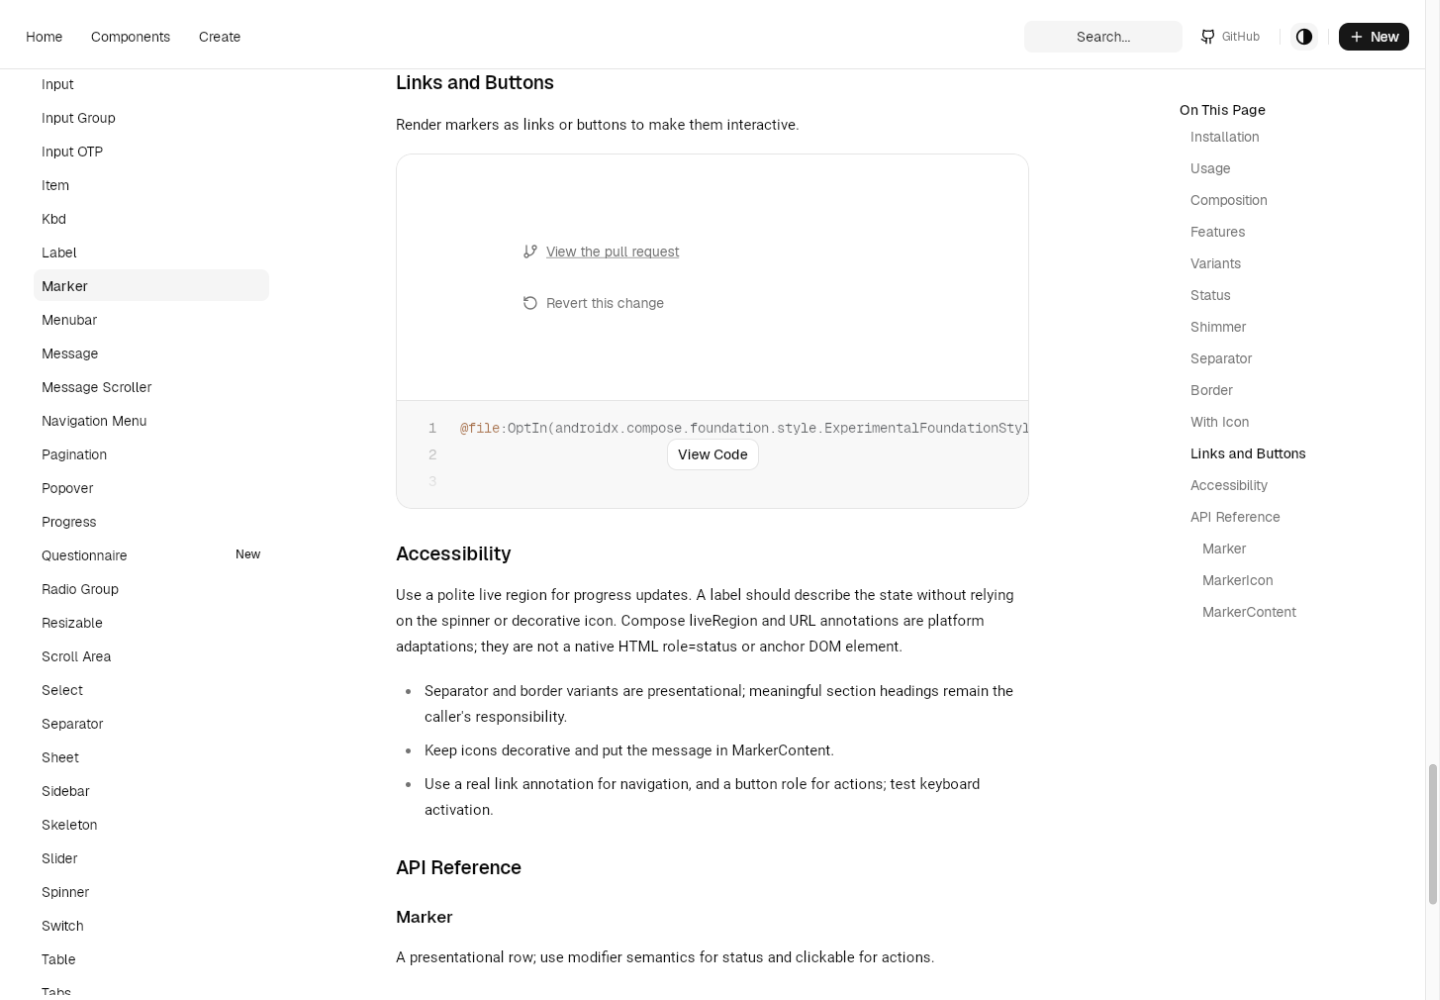 Home
Components
Create
Search...
GitHub
New
Input
Input Group
Input OTP
Item
Kbd
Label
Marker
Menubar
Message
Message Scroller
Navigation Menu
Pagination
Popover
Progress
Questionnaire
New
Radio Group
Resizable
Scroll Area
Select
Separator
Sheet
Sidebar
Skeleton
Slider
Spinner
Switch
Table
Tabs
Links and Buttons
Render markers as links or buttons to make them interactive.
View the pull request
Revert this change
1 @file:OptIn(androidx.compose.foundation.style.ExperimentalFoundationStyl
2
View Code
3
Accessibility
Use a polite live region for progress updates. A label should describe the state without relying
on the spinner or decorative icon. Compose liveRegion and URL annotations are platform
adaptations; they are not a native HTML role=status or anchor DOM element.
• Separator and border variants are presentational; meaningful section headings remain the
caller's responsibility.
• Keep icons decorative and put the message in MarkerContent.
• Use a real link annotation for navigation, and a button role for actions; test keyboard
activation.
API Reference
Marker
A presentational row; use modifier semantics for status and clickable for actions.
On This Page
Installation
Usage
Composition
Features
Variants
Status
Shimmer
Separator
Border
With Icon
Links and Buttons
Accessibility
API Reference
Marker
MarkerIcon
MarkerContent